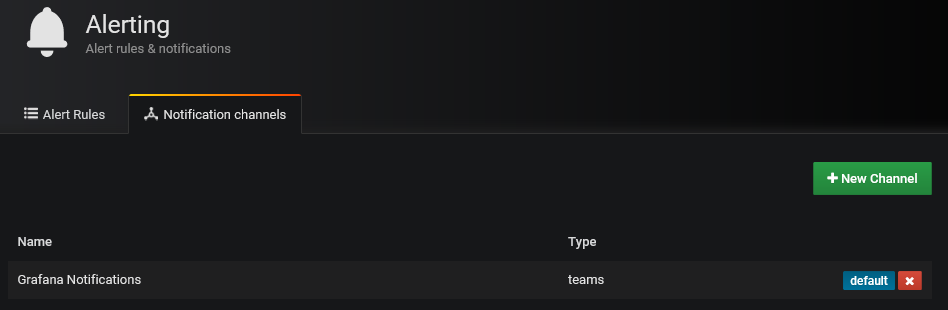 Alerting
Alert rules & notifications
Alert Rules
Notification channels
New Channel
Name Type
Grafana Notifications teams default